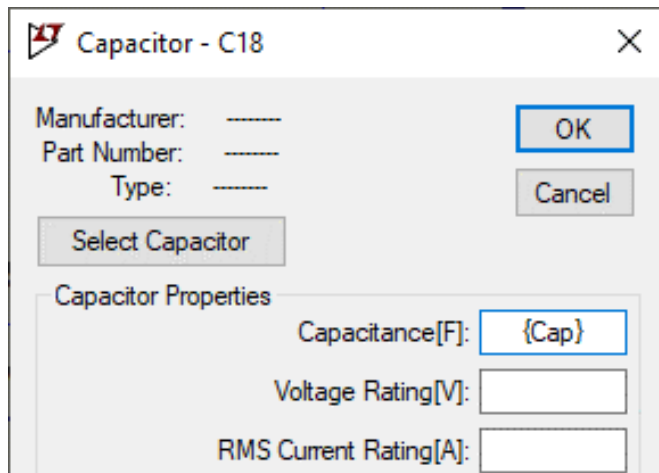 Capacitor - C18
Manufacturer: --------
Part Number: --------
Type: --------
OK
Cancel
Select Capacitor
Capacitor Properties
Capacitance[F]: {Cap}
Voltage Rating[V]:
RMS Current Rating[A]: